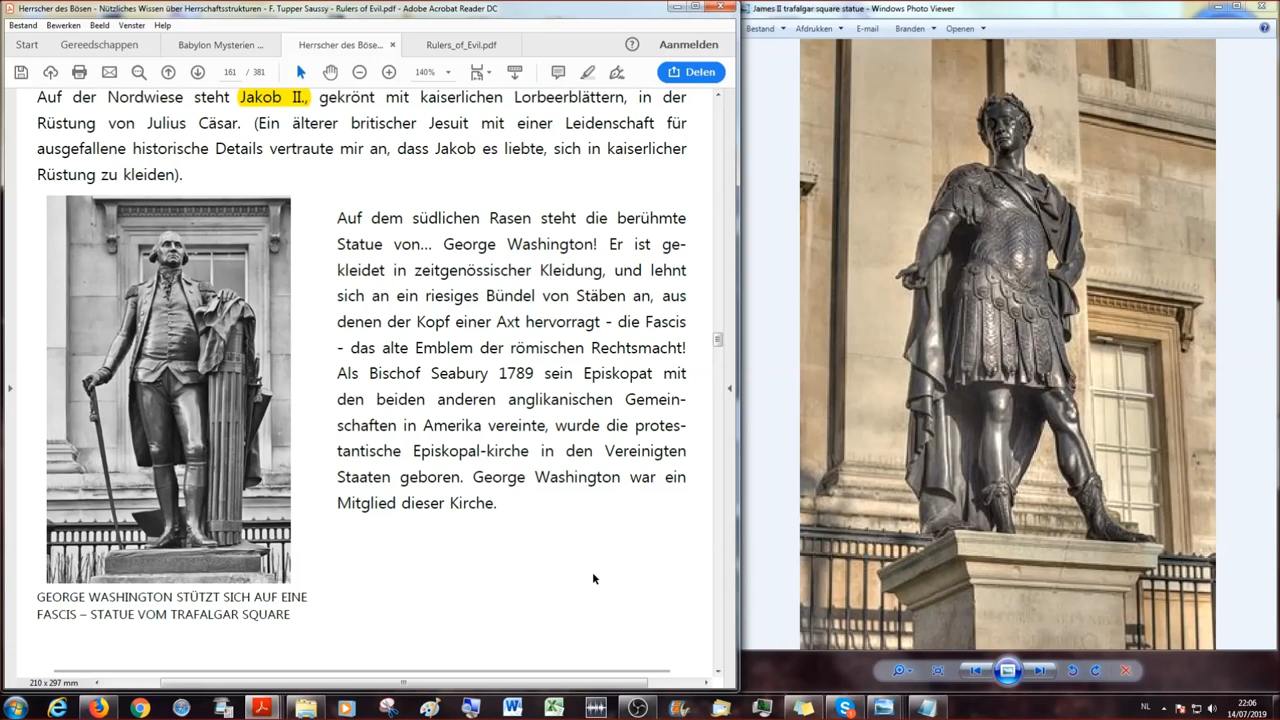 Herrscher des Bösen - Nützliches Wissen über Herrschaftsstrukturen - F. Tupper Saussy - Rulers of Evil.pdf - Adobe Acrobat Reader DC
Bestand Bewerken Beeld Venster Help
Start Gereedschappen Babylon Mysterien ... Herrscher des Böse... × Rulers_of_Evil.pdf Aanmelden
161 / 381 140% Delen
Auf der Nordwiese steht Jakob II., gekrönt mit kaiserlichen Lorbeerblättern, in der
Rüstung von Julius Cäsar. (Ein älterer britischer Jesuit mit einer Leidenschaft für
ausgefallene historische Details vertraute mir an, dass Jakob es liebte, sich in kaiserlicher
Rüstung zu kleiden).
Auf dem südlichen Rasen steht die berühmte
Statue von... George Washington! Er ist ge-
kleidet in zeitgenössischer Kleidung, und lehnt
sich an ein riesiges Bündel von Stäben an, aus
denen der Kopf einer Axt hervorragt - die Fascis
- das alte Emblem der römischen Rechtsmacht!
Als Bischof Seabury 1789 sein Episkopat mit
den beiden anderen anglikanischen Gemein-
schaften in Amerika vereinte, wurde die protes-
tantische Episkopal-kirche in den Vereinigten
Staaten geboren. George Washington war ein
Mitglied dieser Kirche.
GEORGE WASHINGTON STÜTZT SICH AUF EINE
FASCIS – STATUE VOM TRAFALGAR SQUARE
210 x 297 mm
James II trafalgar square statue - Windows Photo Viewer
Bestand Afdrukken E-mail Branden Openen
NL 22:06
14/07/2019